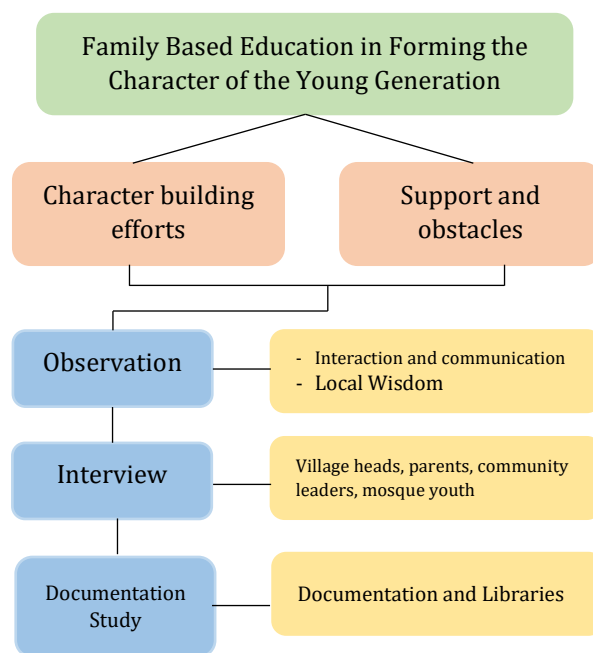 Family Based Education in Forming the
Character of the Young Generation
Character building
efforts
Support and
obstacles
Observation
- Interaction and communication
- Local Wisdom
Interview
Village heads, parents, community
leaders, mosque youth
Documentation
Study
Documentation and Libraries